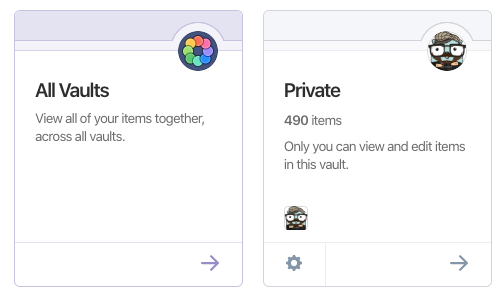 All Vaults
View all of your items together,
across all vaults.
Private
490 items
Only you can view and edit items
in this vault.